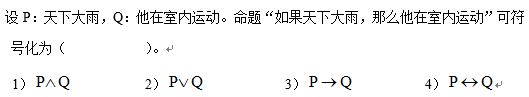 设 P：天下大雨，Q：他在室内运动。命题“如果天下大雨，那么他在室内运动”可符
号化为（ ）。↵
1）P∧Q 2）P∨Q 3）P→Q 4）P↔Q↵